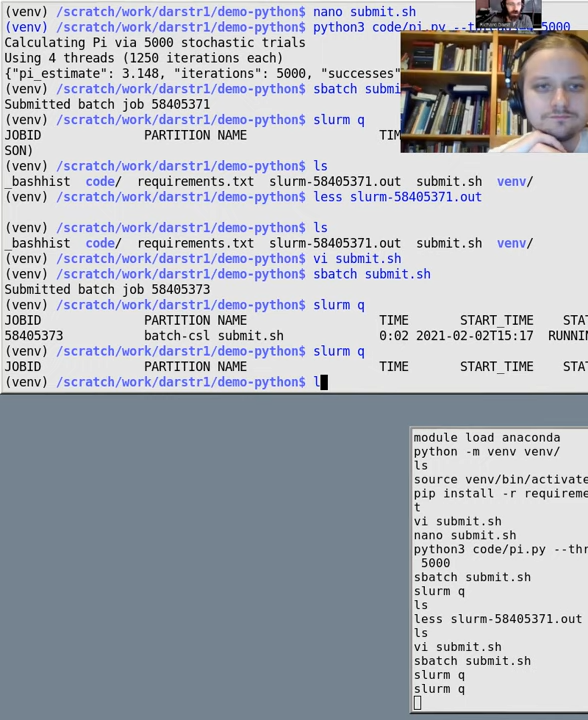 (venv) /scratch/work/darstr1/demo-python$ nano submit.sh
(venv) /scratch/work/darstr1/demo-python$ python3 code/pi.py 5000
Calculating Pi via 5000 stochastic trials
Using 4 threads (1250 iterations each)
{"pi_estimate": 3.148, "iterations": 5000, "successes"
(venv) /scratch/work/darstr1/demo-python$ sbatch submi
Submitted batch job 58405371
(venv) /scratch/work/darstr1/demo-python$ slurm q
JOBID PARTITION NAME TIM
SON)
(venv) /scratch/work/darstr1/demo-python$ ls
_bashhist code/ requirements.txt slurm-58405371.out submit.sh venv/
(venv) /scratch/work/darstr1/demo-python$ less slurm-58405371.out
(venv) /scratch/work/darstr1/demo-python$ ls
_bashhist code/ requirements.txt slurm-58405371.out submit.sh venv/
(venv) /scratch/work/darstr1/demo-python$ vi submit.sh
(venv) /scratch/work/darstr1/demo-python$ sbatch submit.sh
Submitted batch job 58405373
(venv) /scratch/work/darstr1/demo-python$ slurm q
JOBID PARTITION NAME TIME START_TIME STAT
58405373 batch-csl submit.sh 0:02 2021-02-02T15:17 RUNNIN
(venv) /scratch/work/darstr1/demo-python$ slurm q
JOBID PARTITION NAME TIME START_TIME STAT
(venv) /scratch/work/darstr1/demo-python$ l
module load anaconda
python -m venv venv/
ls
source venv/bin/activate
pip install -r requireme
t
vi submit.sh
nano submit.sh
python3 code/pi.py --thr
5000
sbatch submit.sh
slurm q
ls
less slurm-58405371.out
ls
vi submit.sh
sbatch submit.sh
slurm q
slurm q